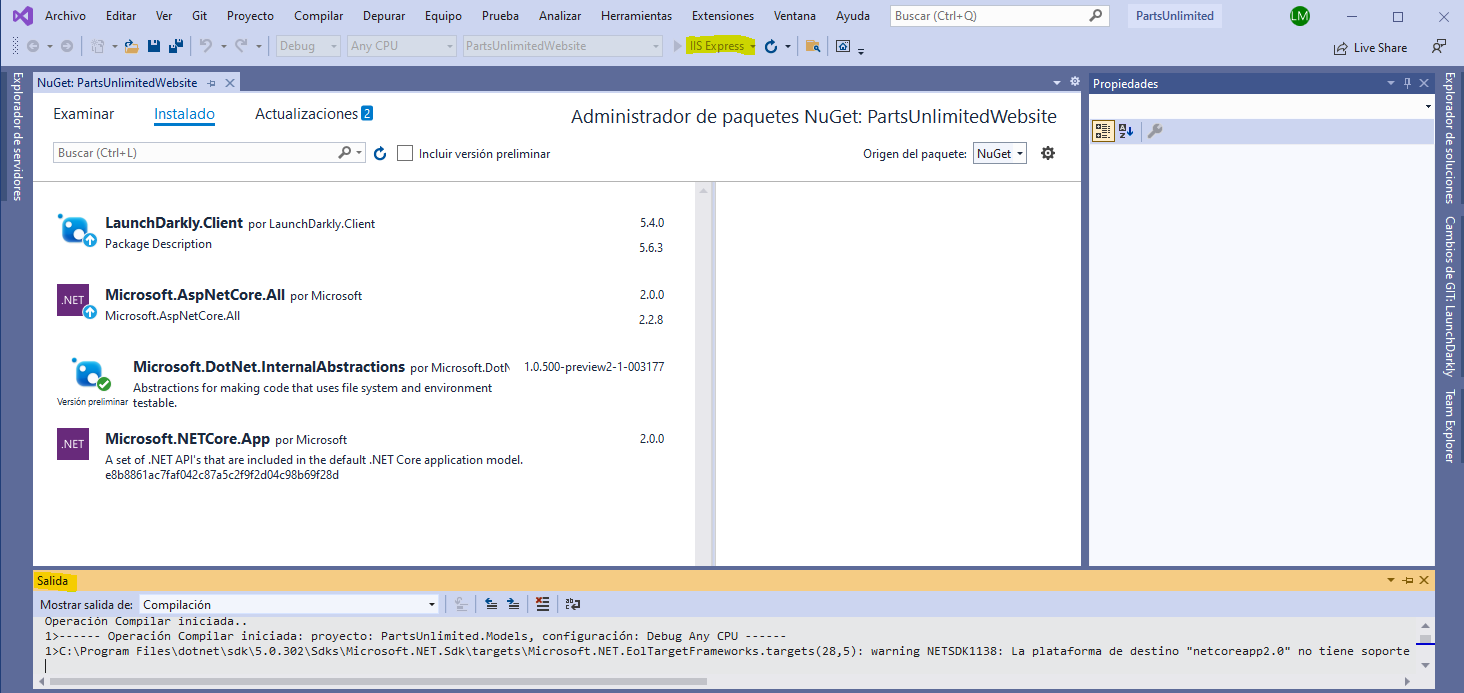 Archivo Editar Ver Git Proyecto Compilar Depurar Equipo Prueba Analizar Herramientas Extensiones Ventana Ayuda Buscar (Ctrl+Q) PartsUnlimited LM
Debug Any CPU PartsUnlimitedWebsite IIS Express Live Share
Explorador de servidores
NuGet: PartsUnlimitedWebsite
Examinar Instalado Actualizaciones 2
Administrador de paquetes NuGet: PartsUnlimitedWebsite
Buscar (Ctrl+L) Incluir versión preliminar Origen del paquete: NuGet
LaunchDarkly.Client por LaunchDarkly.Client 5.4.0
Package Description 5.6.3
.NET Microsoft.AspNetCore.All por Microsoft 2.0.0
Microsoft.AspNetCore.All 2.2.8
Microsoft.DotNet.InternalAbstractions por Microsoft.DotN 1.0.500-preview2-1-003177
Abstractions for making code that uses file system and environment
Versión preliminar testable.
.NET Microsoft.NETCore.App por Microsoft 2.0.0
A set of .NET API's that are included in the default .NET Core application model.
e8b8861ac7faf042c87a5c2f9f2d04c98b69f28d
Propiedades
Explorador de soluciones
Cambios de GIT: LaunchDarkly
Team Explorer
Salida
Mostrar salida de: Compilación
Operación Compilar iniciada..
1>------ Operación Compilar iniciada: proyecto: PartsUnlimited.Models, configuración: Debug Any CPU ------
1>C:\Program Files\dotnet\sdk\5.0.302\Sdks\Microsoft.NET.Sdk\targets\Microsoft.NET.EolTargetFrameworks.targets(28,5): warning NETSDK1138: La plataforma de destino "netcoreapp2.0" no tiene soporte